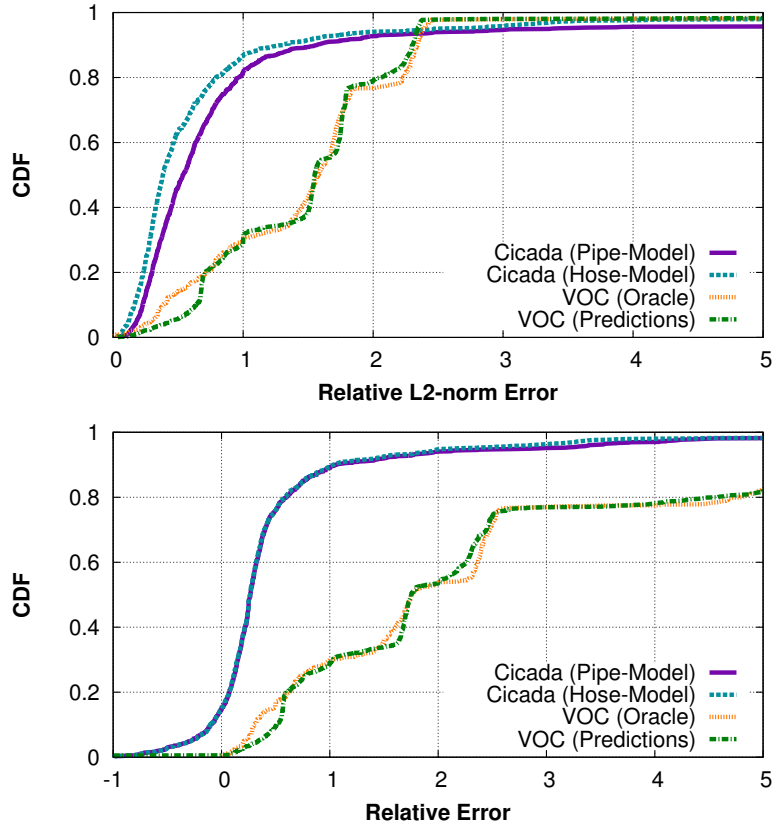 1
0.8
0.6
0.4
0.2
0
CDF
Cicada (Pipe-Model)
Cicada (Hose-Model)
VOC (Oracle)
VOC (Predictions)
0 1 2 3 4 5
Relative L2-norm Error
1
0.8
0.6
0.4
0.2
0
CDF
Cicada (Pipe-Model)
Cicada (Hose-Model)
VOC (Oracle)
VOC (Predictions)
-1 0 1 2 3 4 5
Relative Error